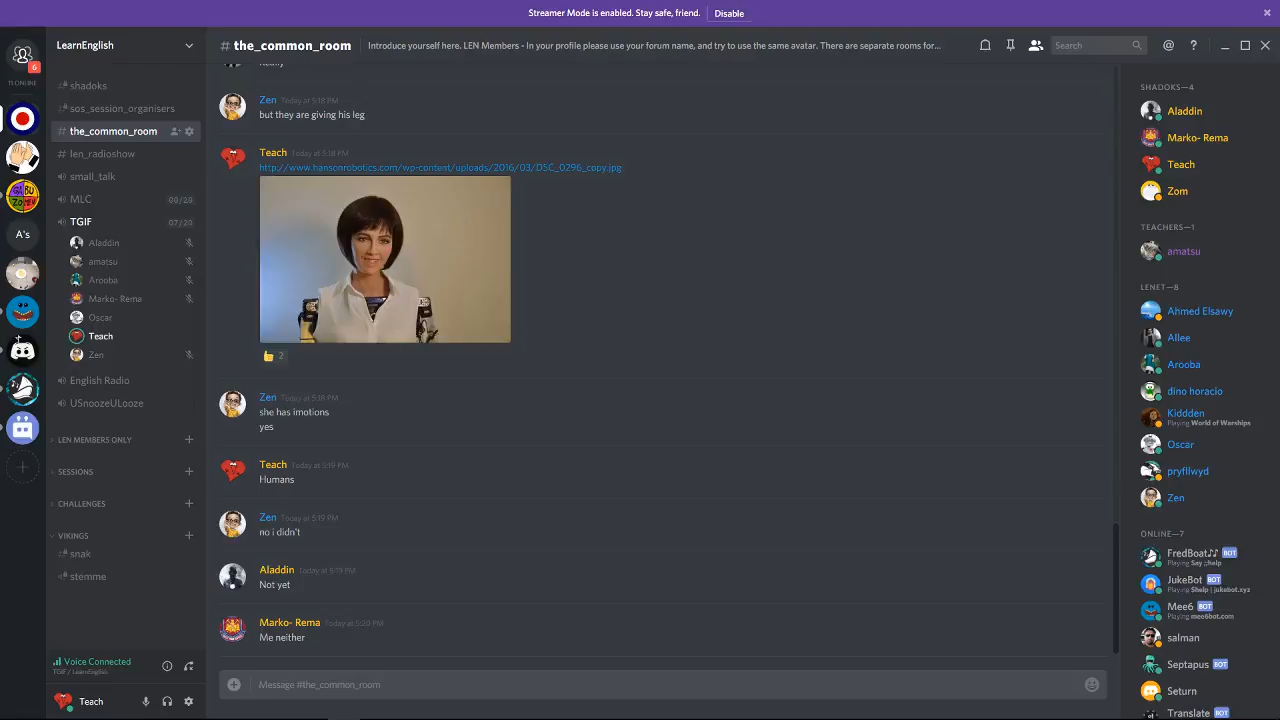 Streamer Mode is enabled. Stay safe, friend. Disable
6
11 ONLINE
A's
LearnEnglish
shadoks
sos_session_organisers
# the_common_room
# len_radioshow
small_talk
MLC 00/20
TGIF 07/20
Aladdin
amatsu
Arooba
Marko- Rema
Oscar
Teach
Zen
English Radio
USnoozeULooze
LEN MEMBERS ONLY
SESSIONS
CHALLENGES
VIKINGS
snak
stemme
Voice Connected
TGIF / LearnEnglish
Teach
# the_common_room Introduce yourself here. LEN Members - In your profile please use your forum name, and try to use the same avatar. There are separate rooms for...
Search
Really
Zen Today at 5:18 PM
but they are giving his leg
Teach Today at 5:18 PM
http://www.hansonrobotics.com/wp-content/uploads/2016/03/DSC_0296_copy.jpg
2
Zen Today at 5:18 PM
she has imotions
yes
Teach Today at 5:19 PM
Humans
Zen Today at 5:19 PM
no i didn't
Aladdin Today at 5:19 PM
Not yet
Marko- Rema Today at 5:20 PM
Me neither
Message #the_common_room
SHADOKS—4
Aladdin
Marko- Rema
Teach
Zom
TEACHERS—1
amatsu
LENET—8
Ahmed Elsawy
Allee
Arooba
dino horacio
Kiddden
Playing World of Warships
Oscar
pryfllwyd
Zen
ONLINE—7
FredBoat♪♪ BOT
Playing Say ;;help
JukeBot BOT
Playing $help | jukebot.xyz
Mee6 BOT
Playing mee6bot.com
salman
Septapus BOT
Seturn
Translate BOT